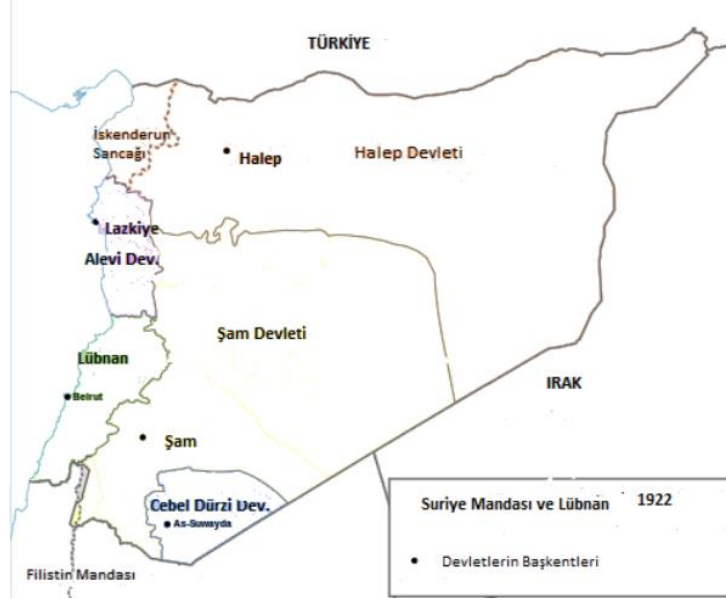 TÜRKİYE
İskenderun
Sancağı
Halep
Halep Devleti
Lazkiye
Alevi Dev.
Şam Devleti
Lübnan
Beirut
IRAK
Şam
Cebel Dürzi Dev.
As-Suwayda
Suriye Mandası ve Lübnan 1922
Devletlerin Başkentleri
Filistin Mandası